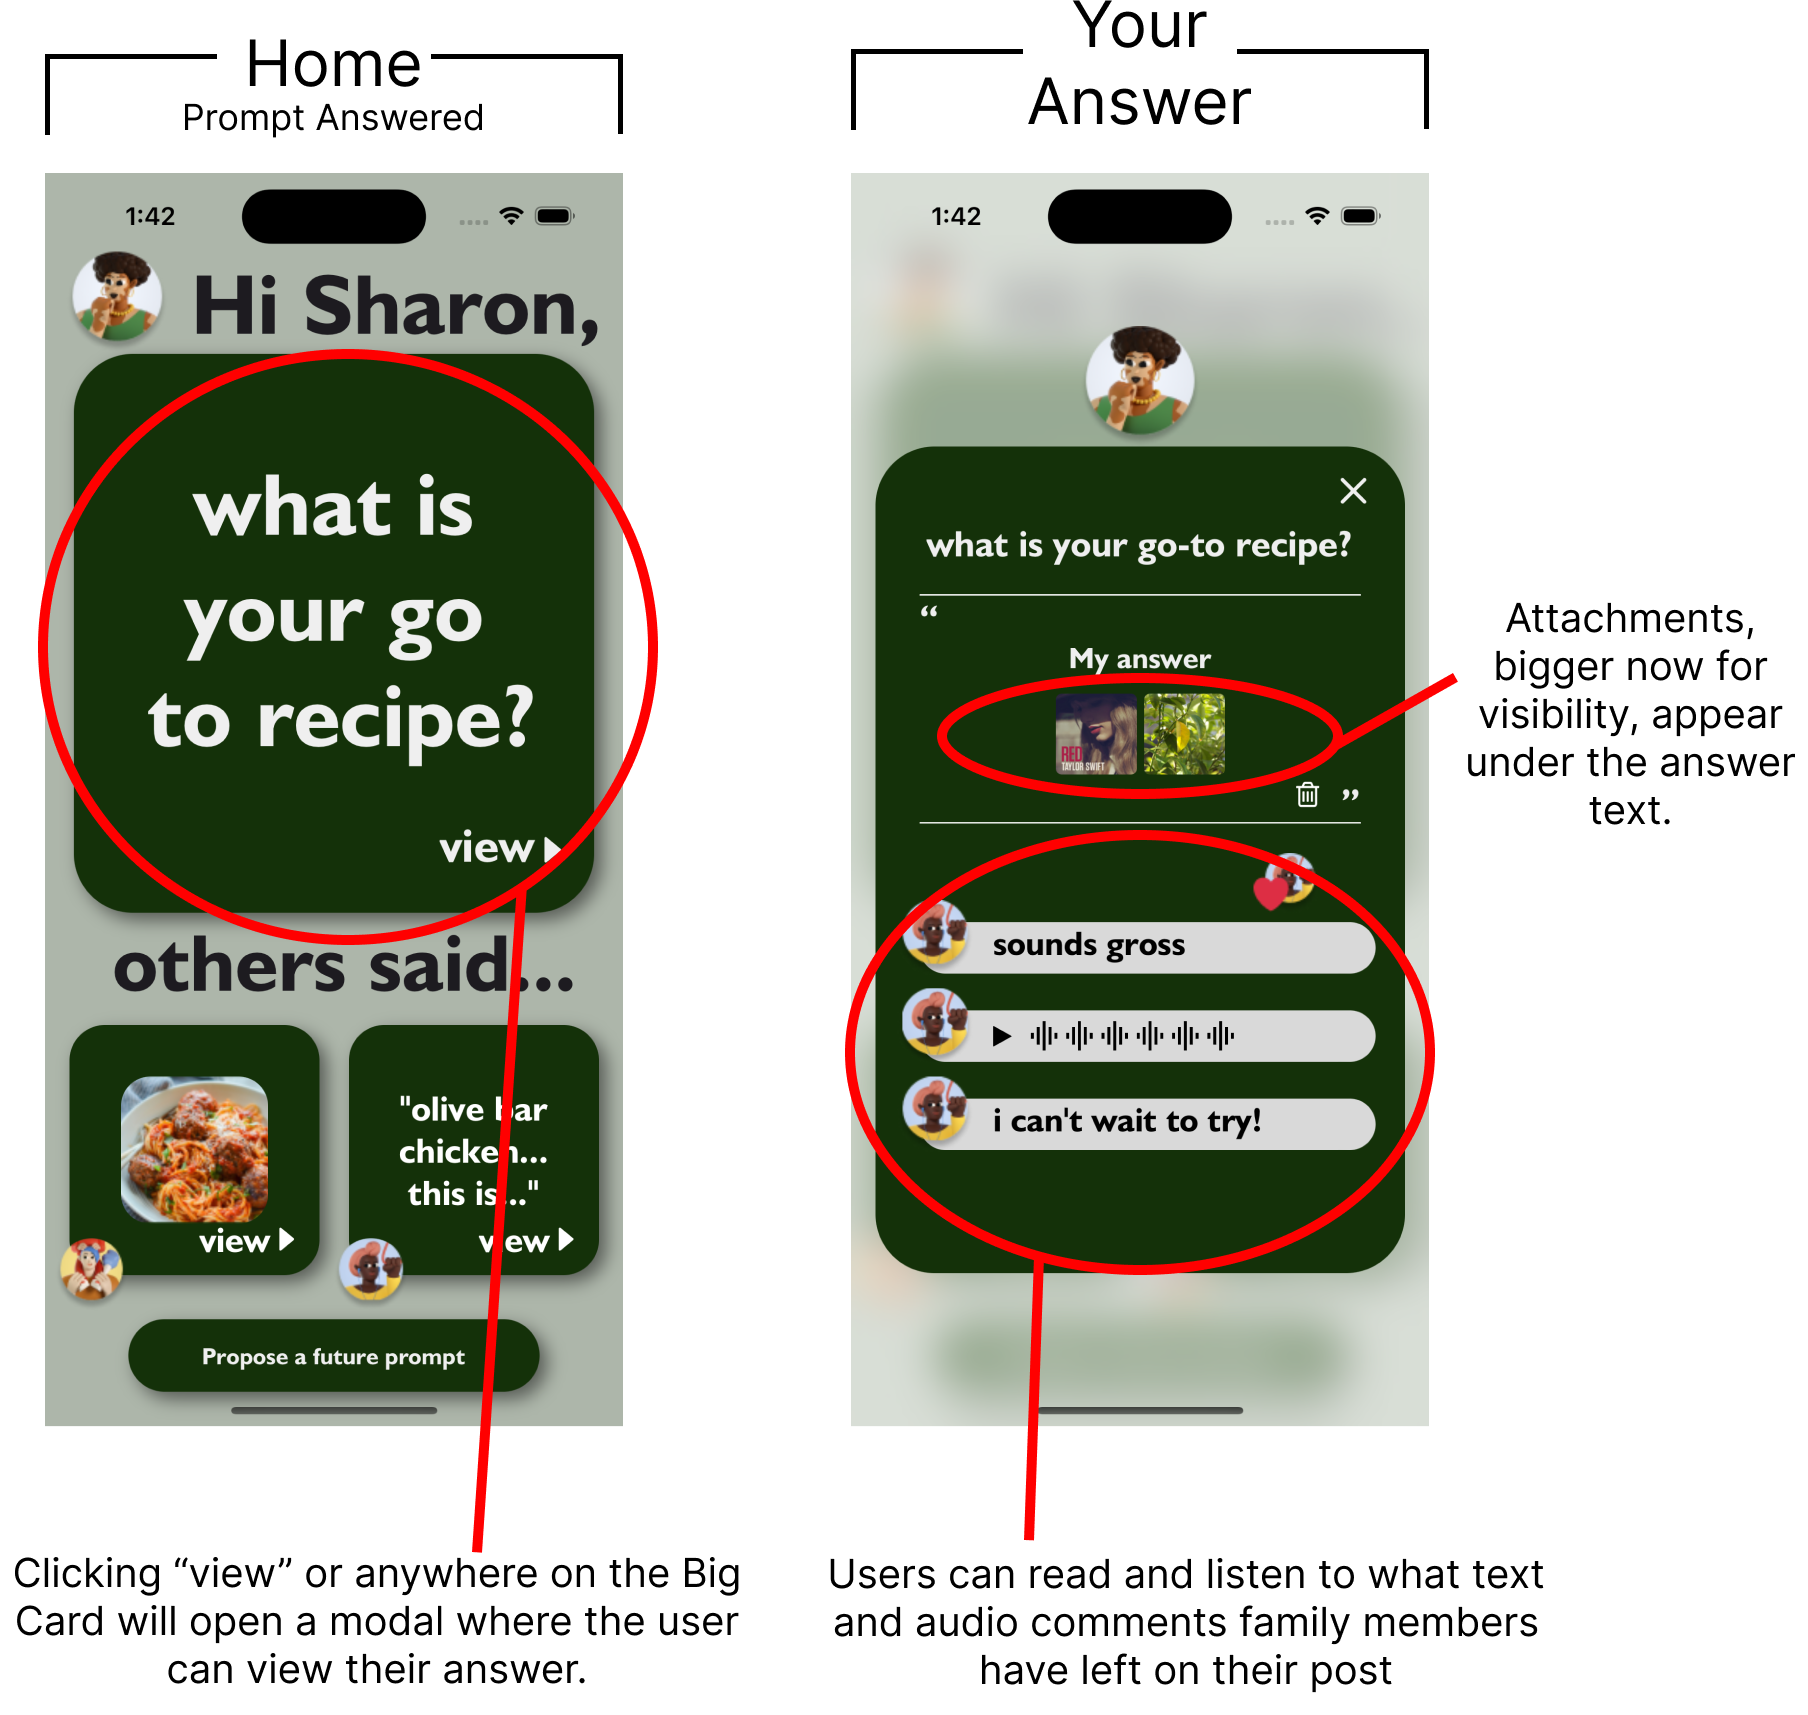 Home
Prompt Answered
1:42
Hi Sharon,
what is
your go
to recipe?
view
others said...
view
"olive bar
chicken...
this is..."
view
Propose a future prompt
Clicking “view” or anywhere on the Big
Card will open a modal where the user
can view their answer.
Your
Answer
1:42
what is your go-to recipe?
“
My answer
RED
TAYLOR SWIFT
”
sounds gross
i can't wait to try!
Attachments,
bigger now for
visibility, appear
under the answer
text.
Users can read and listen to what text
and audio comments family members
have left on their post